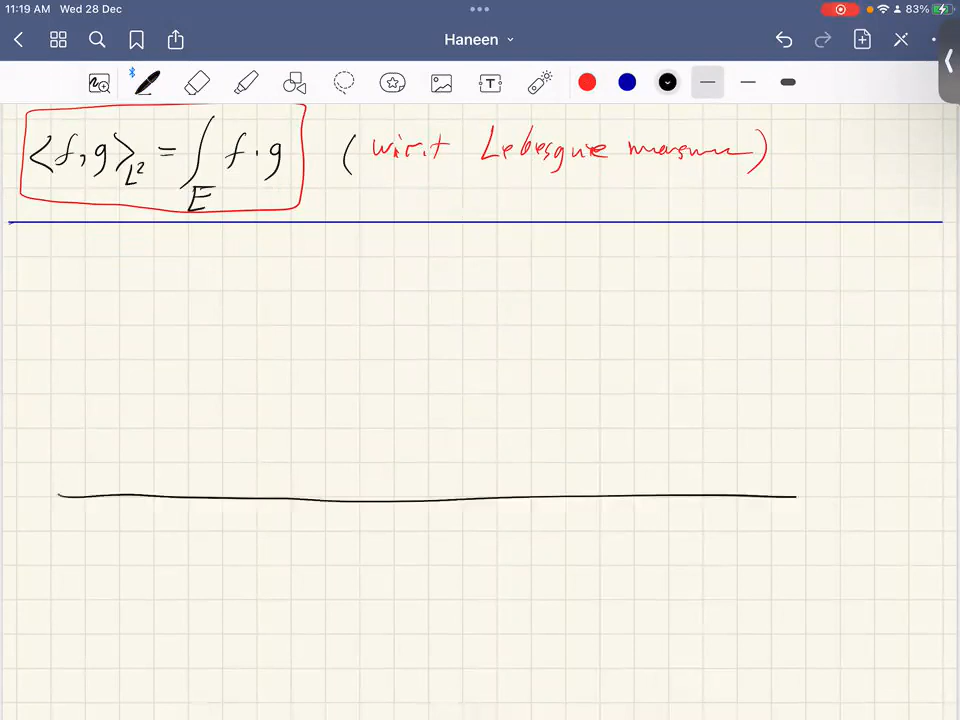 11:19 AM Wed 28 Dec 83%
Haneen
<f,g>_{L²} = ∫_E f·g (w.r.t Lebesgue measure)